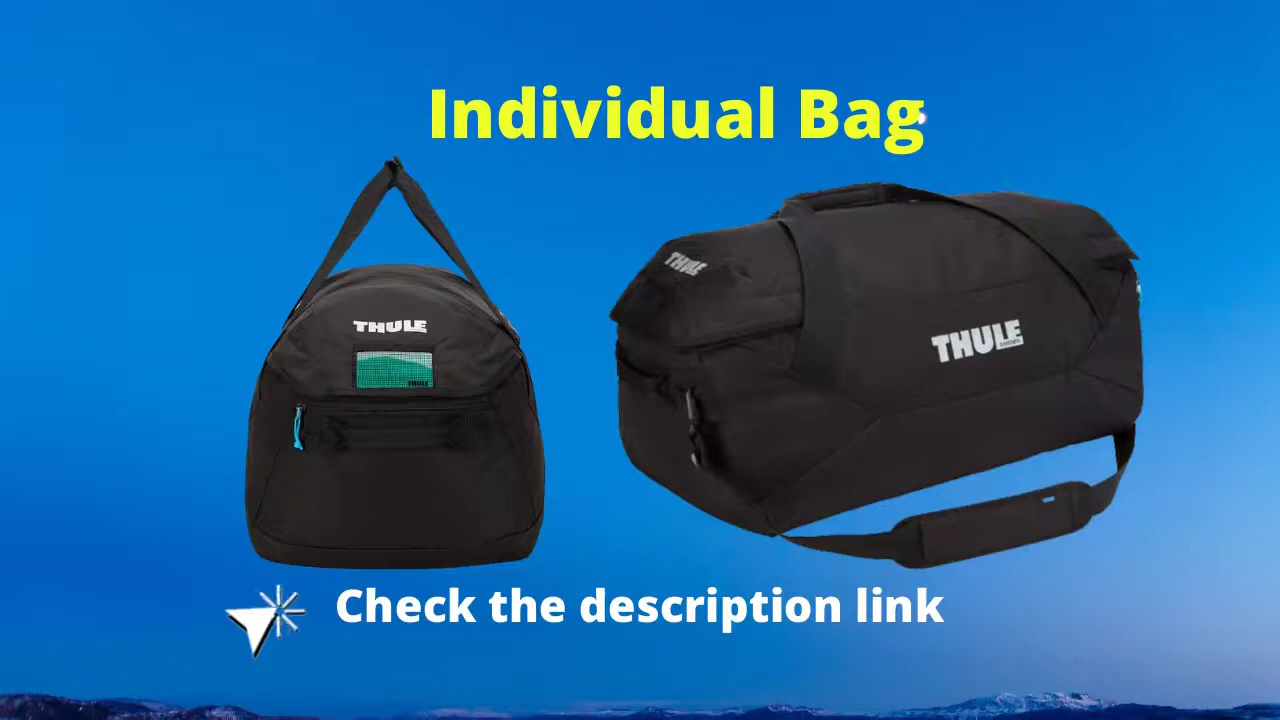 Individual Bag
THULE
THULE
THULE
THULE
Check the description link